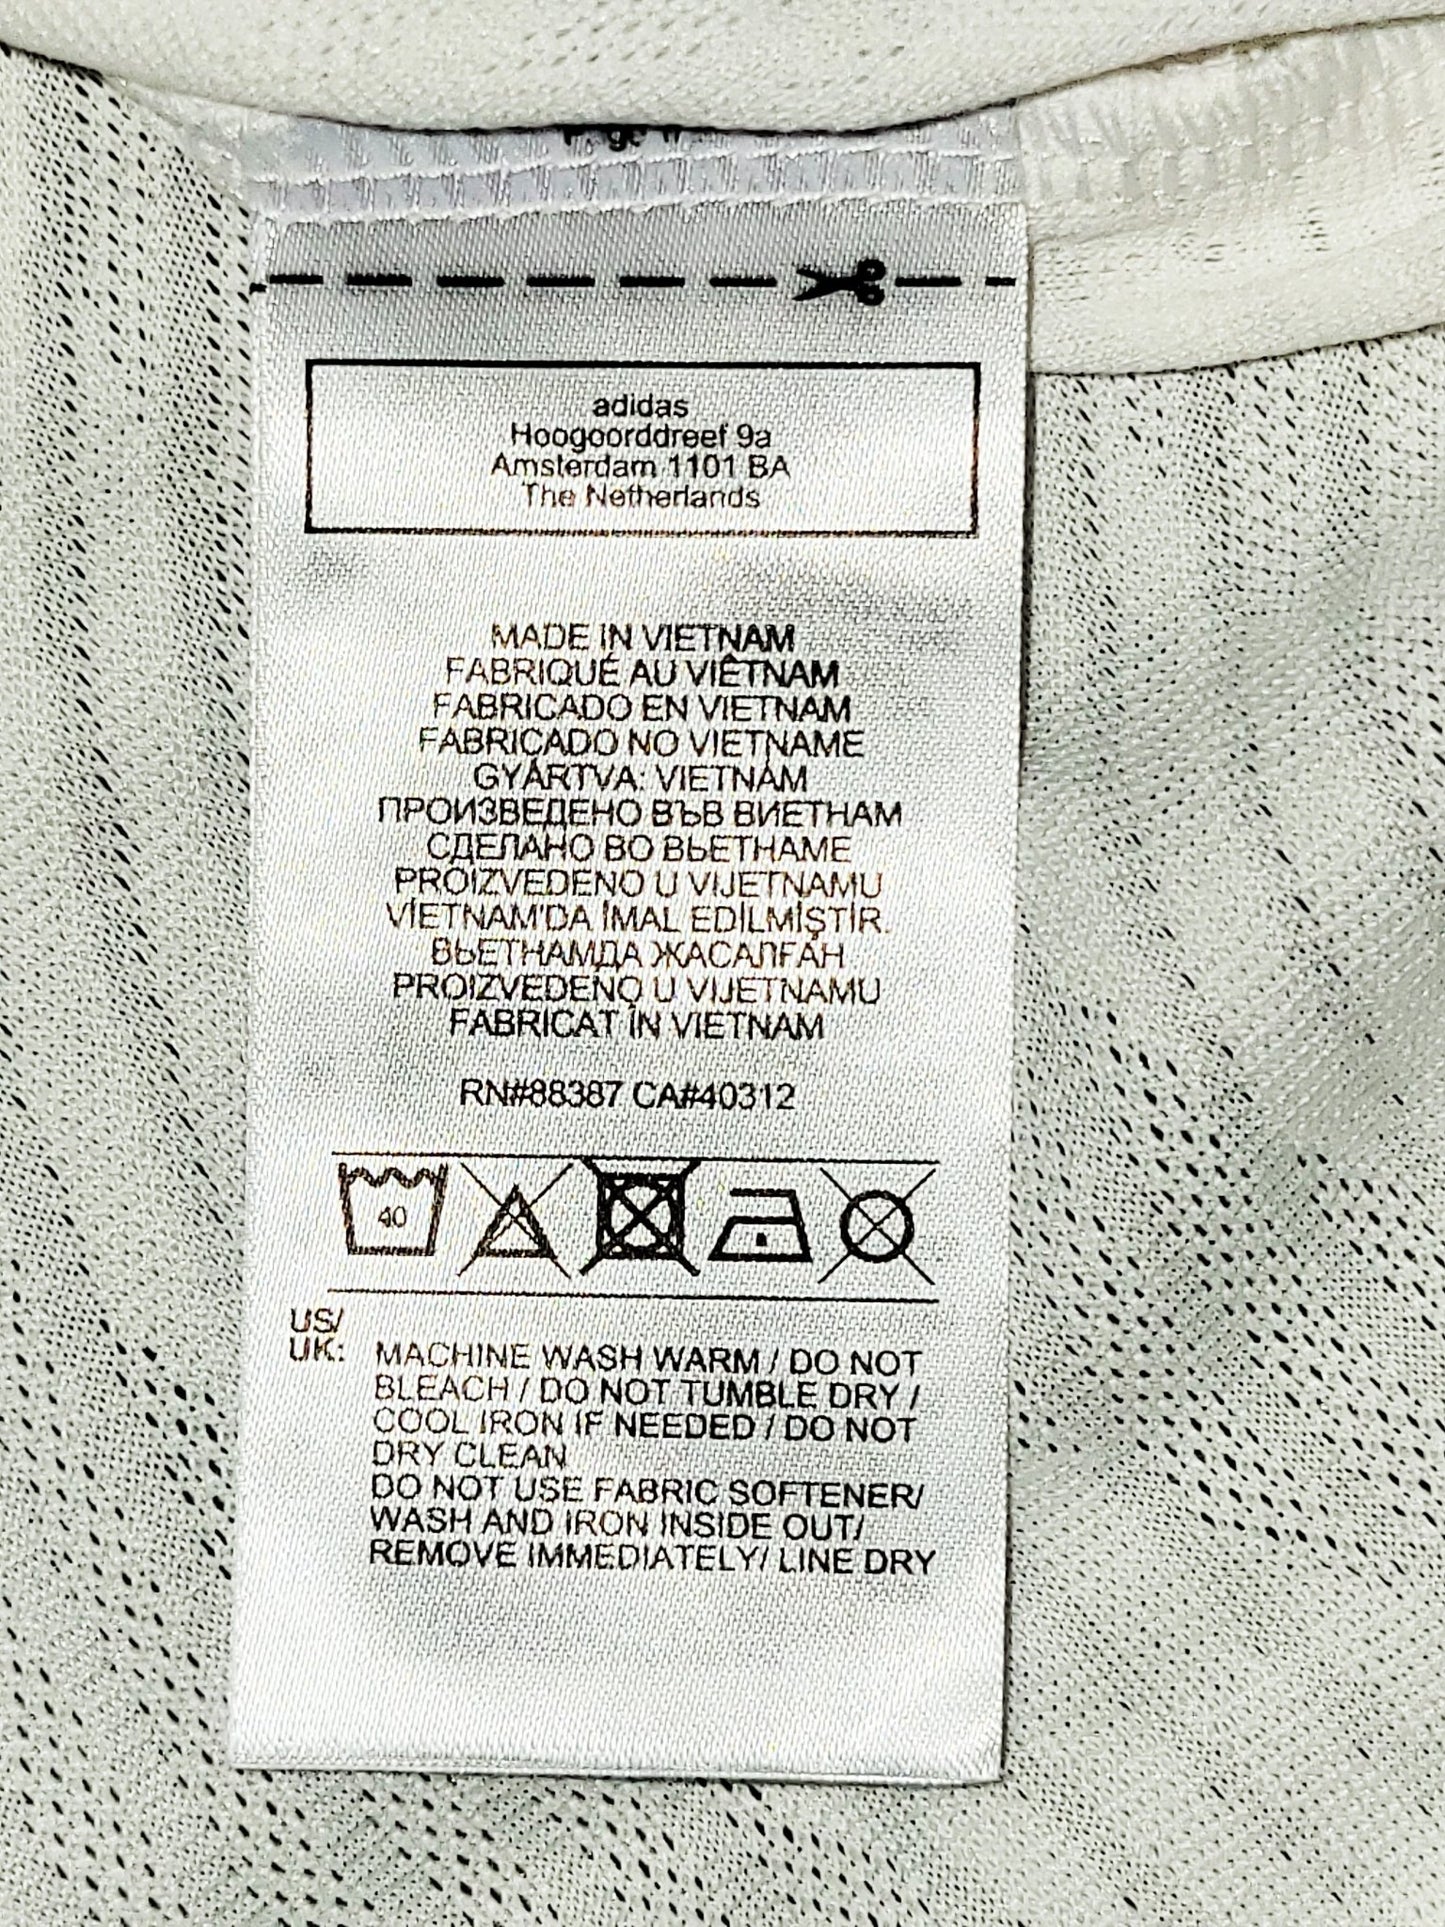 adidas
Hoogoorddreef 9a
Amsterdam 1101 BA
The Netherlands
MADE IN VIETNAM
FABRIQUÉ AU VIÊTNAM
FABRICADO EN VIETNAM
FABRICADO NO VIETNAME
GYÁRTVA: VIETNÁM
ПРОИЗВЕДЕНО ВЪВ ВИЕТНАМ
СДЕЛАНО ВО ВЬЕТНАМЕ
PROIZVEDENO U VIJETNAMU
VİETNAM'DA İMAL EDİLMİŞTİR.
ВЬЕТНАМДА ЖАСАЛҒАН
PROIZVEDENO U VIJETNAMU
FABRICAT ÎN VIETNAM
RN#88387 CA#40312
40
US/
UK: MACHINE WASH WARM / DO NOT
BLEACH / DO NOT TUMBLE DRY /
COOL IRON IF NEEDED / DO NOT
DRY CLEAN
DO NOT USE FABRIC SOFTENER/
WASH AND IRON INSIDE OUT/
REMOVE IMMEDIATELY/ LINE DRY